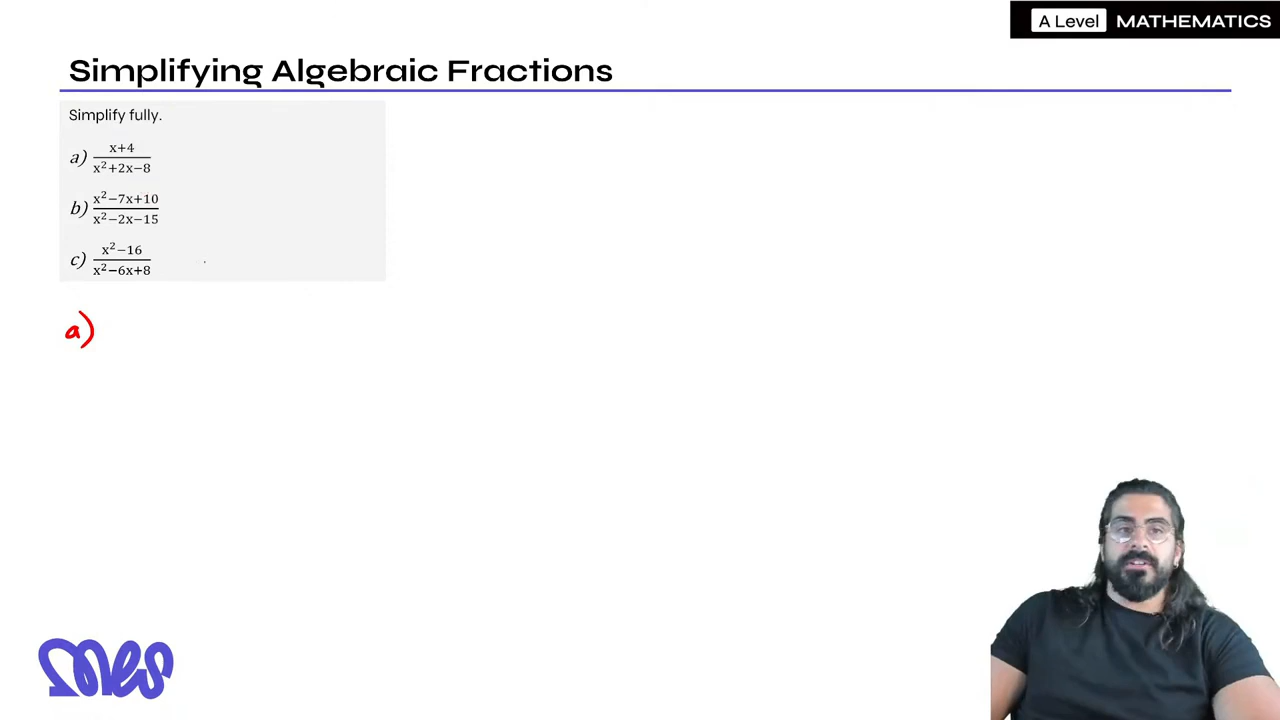 A Level MATHEMATICS
Simplifying Algebraic Fractions
Simplify fully.
a) x+4
x²+2x−8
b) x²−7x+10
x²−2x−15
c) x²−16
x²−6x+8
a)
mes